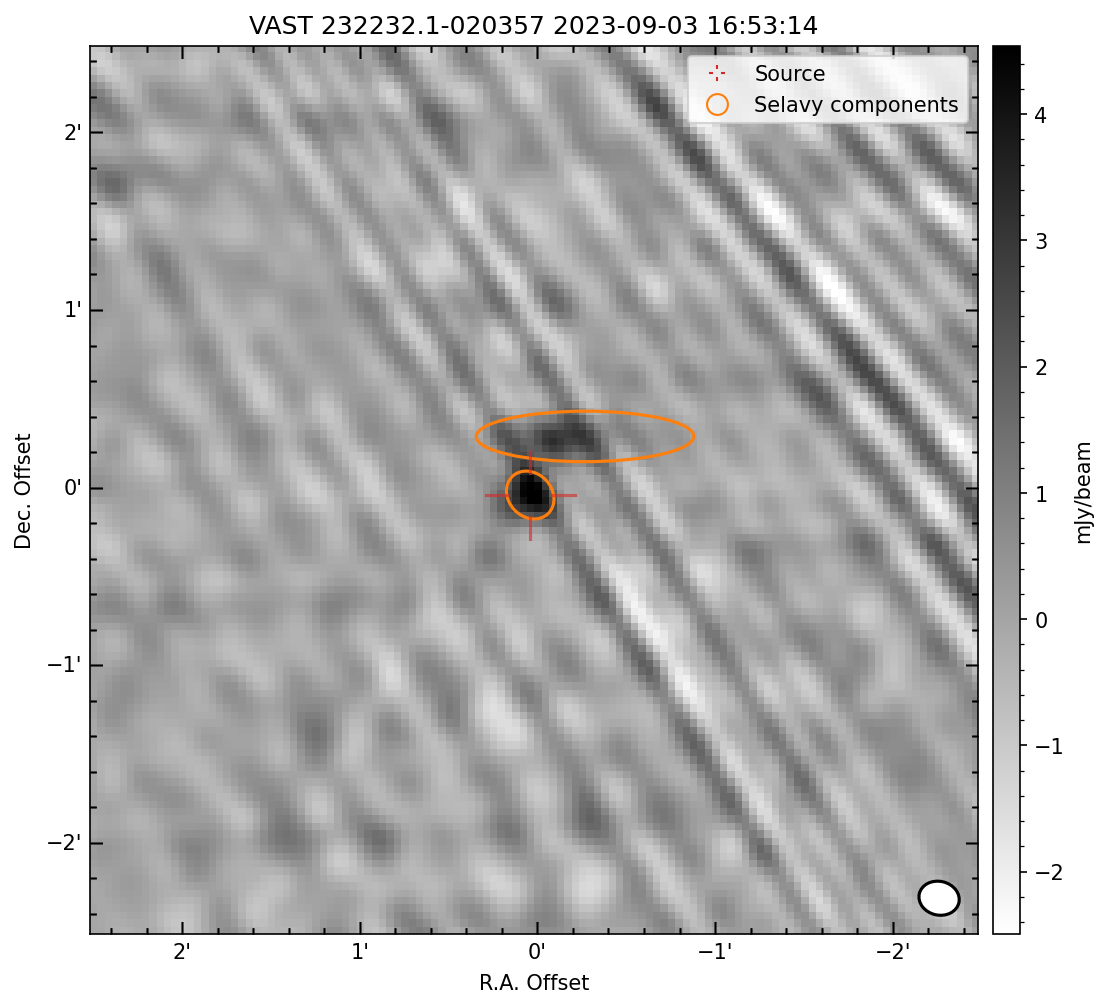 VAST 232232.1-020357 2023-09-03 16:53:14
Source
Selavy components
2'
1'
0'
−1'
−2'
Dec. Offset
2'
1'
0'
−1'
−2'
R.A. Offset
4
3
2
1
0
−1
−2
mJy/beam